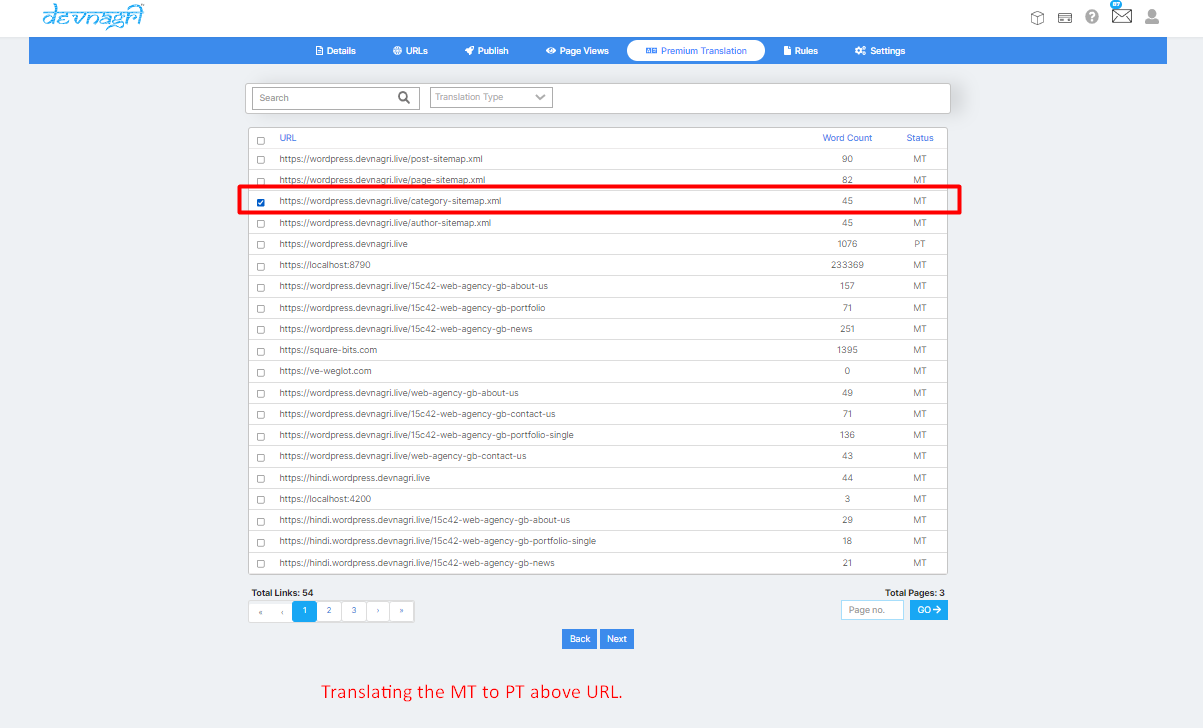 devnagri
87
Details URLs Publish Page Views Premium Translation Rules Settings
Search Translation Type
URL Word Count Status
https://wordpress.devnagri.live/post-sitemap.xml 90 MT
https://wordpress.devnagri.live/page-sitemap.xml 82 MT
https://wordpress.devnagri.live/category-sitemap.xml 45 MT
https://wordpress.devnagri.live/author-sitemap.xml 45 MT
https://wordpress.devnagri.live 1076 PT
https://localhost:8790 233369 MT
https://wordpress.devnagri.live/15c42-web-agency-gb-about-us 157 MT
https://wordpress.devnagri.live/15c42-web-agency-gb-portfolio 71 MT
https://wordpress.devnagri.live/15c42-web-agency-gb-news 251 MT
https://square-bits.com 1395 MT
https://ve-weglot.com 0 MT
https://wordpress.devnagri.live/web-agency-gb-about-us 49 MT
https://wordpress.devnagri.live/15c42-web-agency-gb-contact-us 71 MT
https://wordpress.devnagri.live/15c42-web-agency-gb-portfolio-single 136 MT
https://wordpress.devnagri.live/web-agency-gb-contact-us 43 MT
https://hindi.wordpress.devnagri.live 44 MT
https://localhost:4200 3 MT
https://hindi.wordpress.devnagri.live/15c42-web-agency-gb-about-us 29 MT
https://hindi.wordpress.devnagri.live/15c42-web-agency-gb-portfolio-single 18 MT
https://hindi.wordpress.devnagri.live/15c42-web-agency-gb-news 21 MT
Total Links: 54 Total Pages: 3
« ‹ 1 2 3 › » Page no. GO
Back Next
Translating the MT to PT above URL.